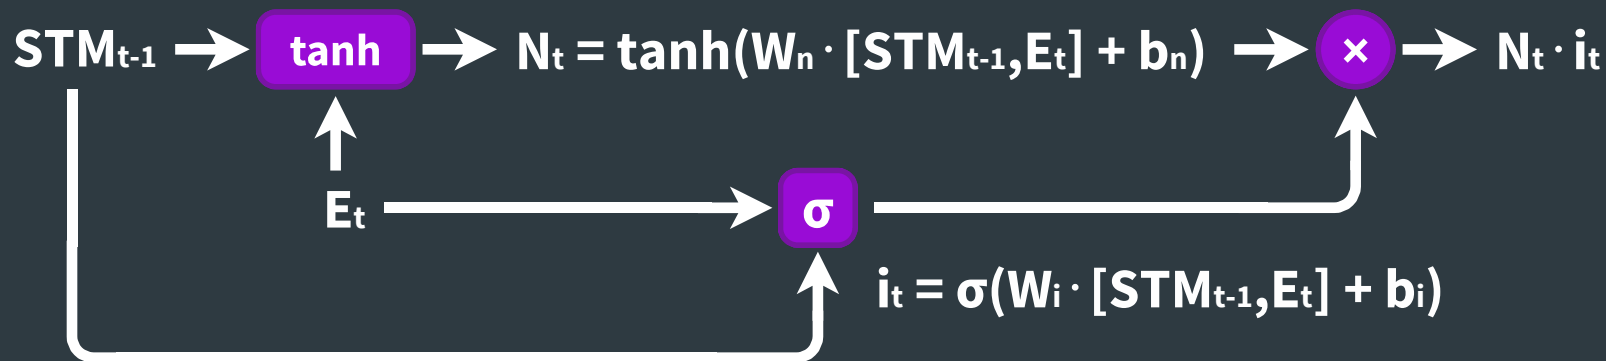 STMt-1 tanh Nt = tanh(Wn · [STMt-1,Et] + bn) × Nt · it
Et σ
it = σ(Wi · [STMt-1,Et] + bi)